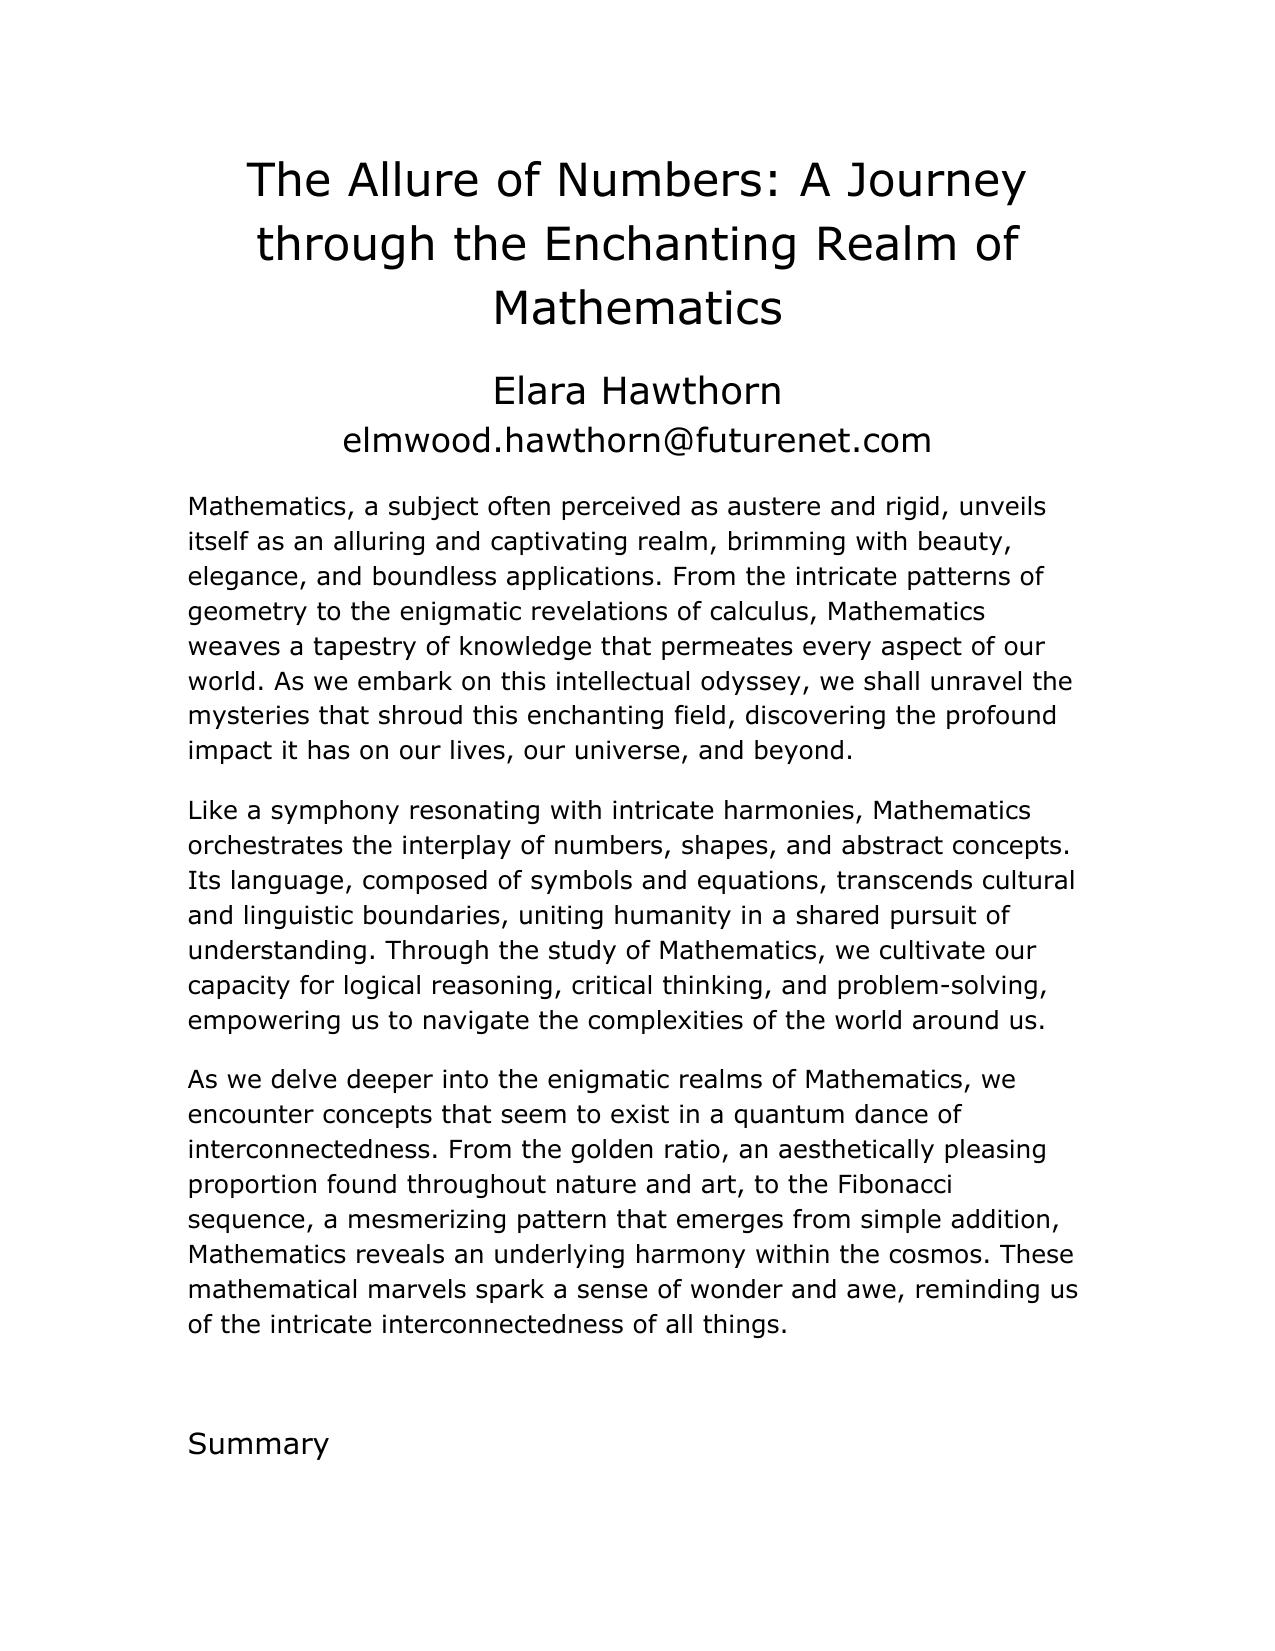 The Allure of Numbers: A Journey
through the Enchanting Realm of
Mathematics
Elara Hawthorn
elmwood.hawthorn@futurenet.com
Mathematics, a subject often perceived as austere and rigid, unveils
itself as an alluring and captivating realm, brimming with beauty,
elegance, and boundless applications. From the intricate patterns of
geometry to the enigmatic revelations of calculus, Mathematics
weaves a tapestry of knowledge that permeates every aspect of our
world. As we embark on this intellectual odyssey, we shall unravel the
mysteries that shroud this enchanting field, discovering the profound
impact it has on our lives, our universe, and beyond.
Like a symphony resonating with intricate harmonies, Mathematics
orchestrates the interplay of numbers, shapes, and abstract concepts.
Its language, composed of symbols and equations, transcends cultural
and linguistic boundaries, uniting humanity in a shared pursuit of
understanding. Through the study of Mathematics, we cultivate our
capacity for logical reasoning, critical thinking, and problem-solving,
empowering us to navigate the complexities of the world around us.
As we delve deeper into the enigmatic realms of Mathematics, we
encounter concepts that seem to exist in a quantum dance of
interconnectedness. From the golden ratio, an aesthetically pleasing
proportion found throughout nature and art, to the Fibonacci
sequence, a mesmerizing pattern that emerges from simple addition,
Mathematics reveals an underlying harmony within the cosmos. These
mathematical marvels spark a sense of wonder and awe, reminding us
of the intricate interconnectedness of all things.
Summary